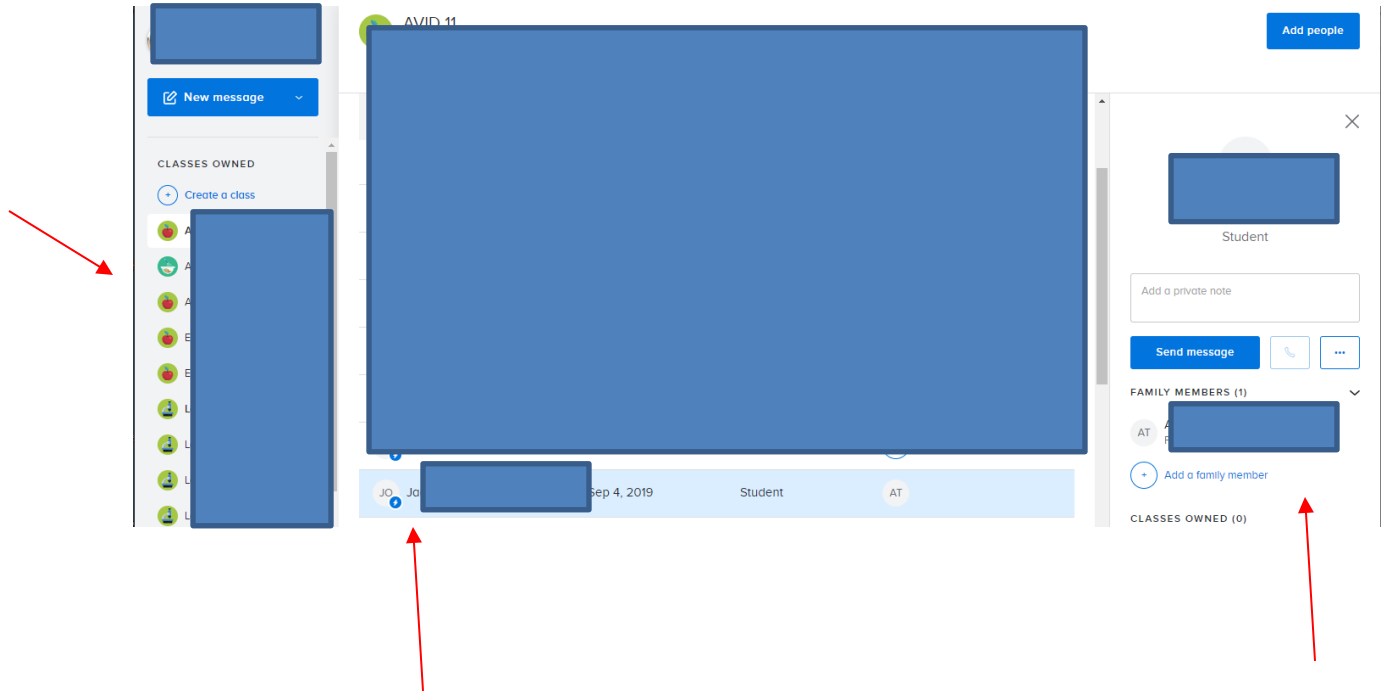 AVID 11
Add people
New message
CLASSES OWNED
Create a class
A
A
A
E
E
L
L
L
L
JO Ja Sep 4, 2019 Student AT
Student
Add a private note
Send message
FAMILY MEMBERS (1)
AT
Add a family member
CLASSES OWNED (0)